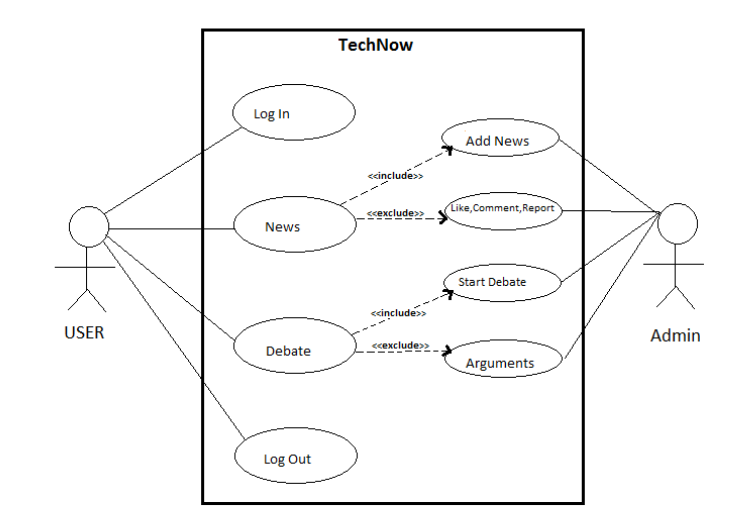 TechNow
Log In
Add News
<<include>>
Like,Comment,Report
<<exclude>>
News
Start Debate
<<include>>
USER
Admin
<<exclude>>
Debate
Arguments
Log Out